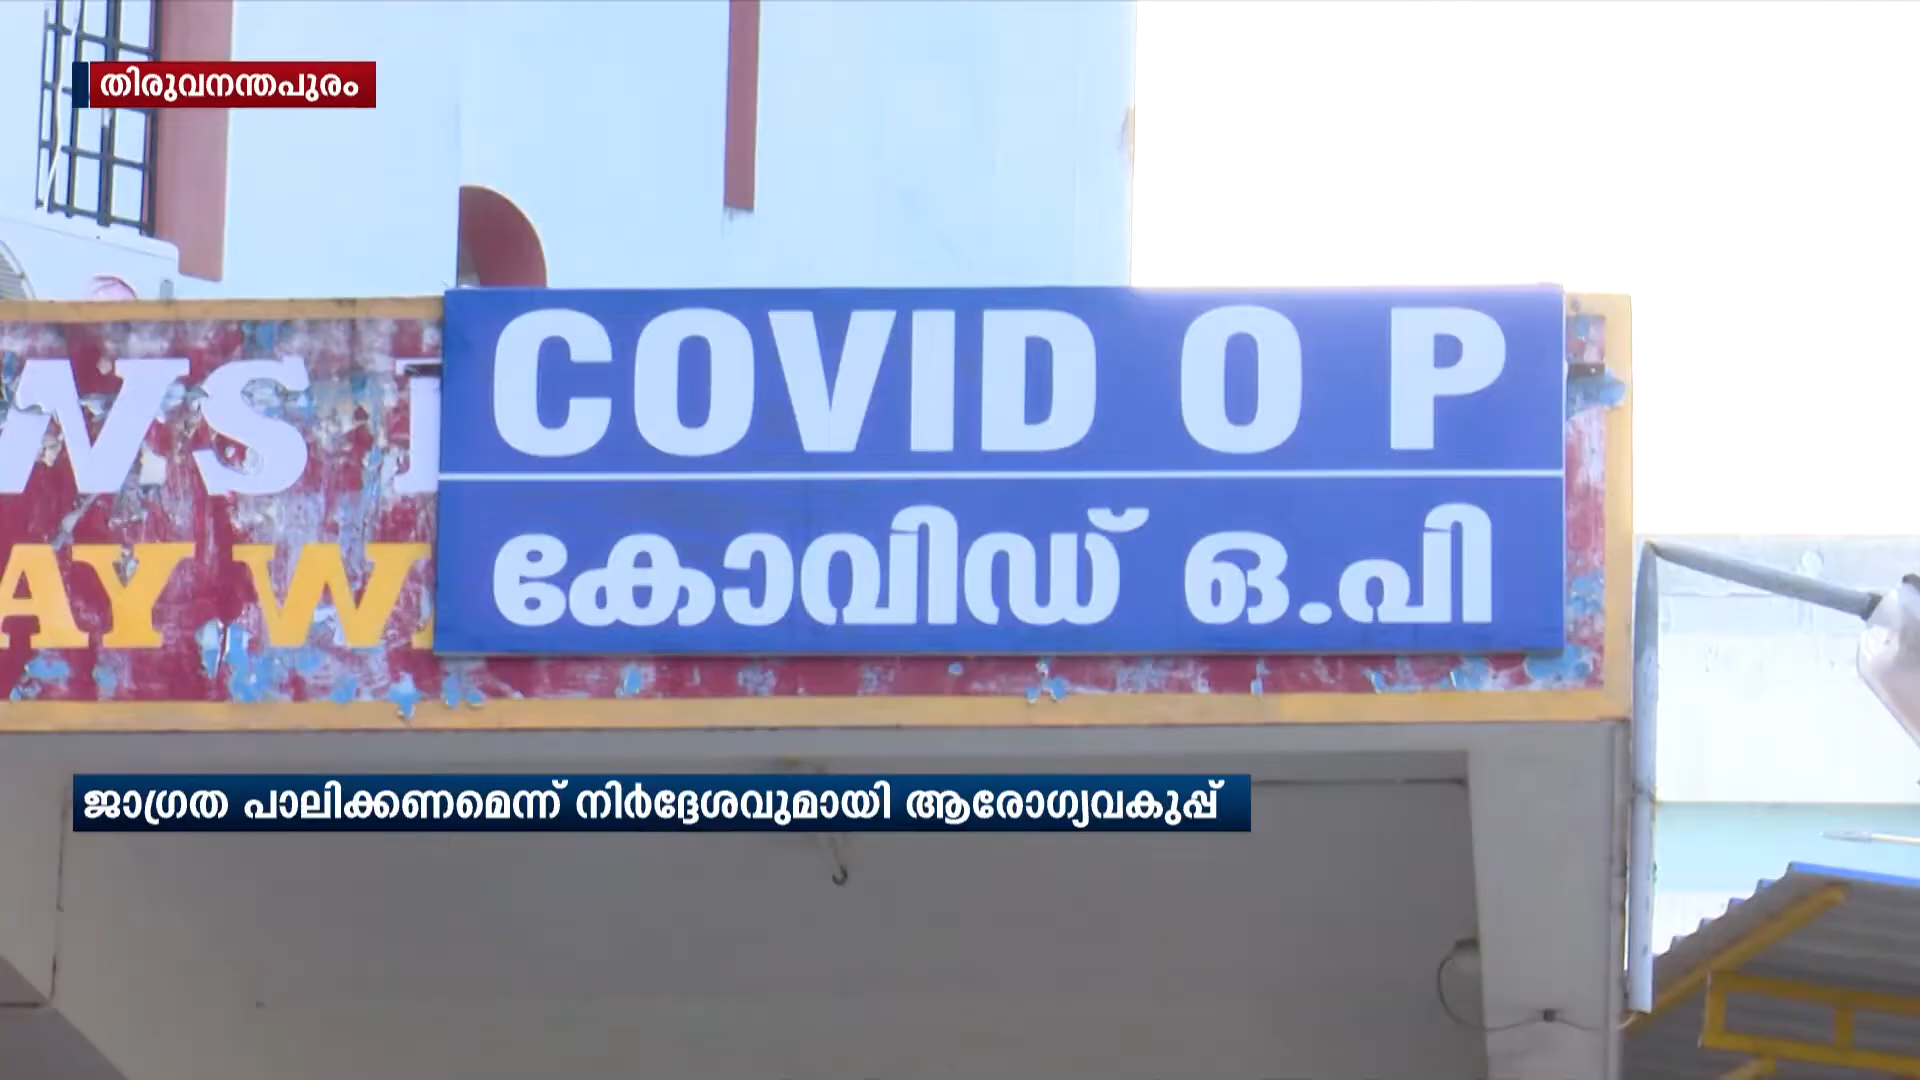 തിരുവനന്തപുരം
COVID O P
കോവിഡ് ഒ.പി
ജാഗ്രത പാലിക്കണമെന്ന് നിർദ്ദേശവുമായി ആരോഗ്യവകുപ്പ്